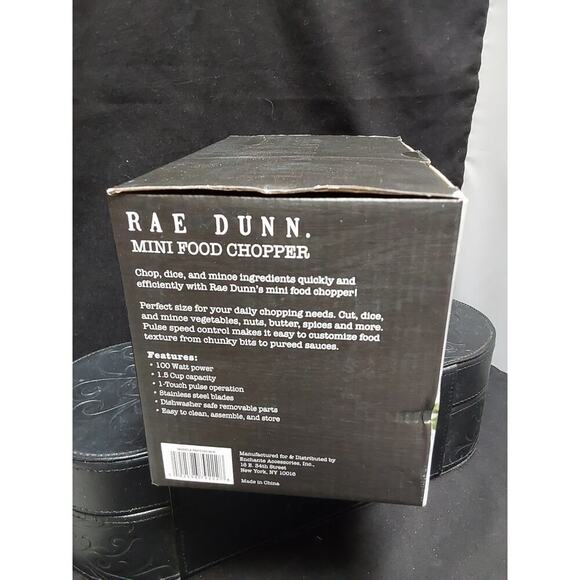 RAE DUNN.
MINI FOOD CHOPPER
Chop, dice, and mince ingredients quickly and
efficiently with Rae Dunn's mini food chopper!
Perfect size for your daily chopping needs. Cut, dice,
and mince vegetables, nuts, butter, spices and more.
Pulse speed control makes it easy to customize food
texture from chunky bits to pureed sauces.
Features:
• 100 Watt power
• 1.5 Cup capacity
• 1-Touch pulse operation
• Stainless steel blades
• Dishwasher safe removable parts
• Easy to clean, assemble, and store
Manufactured for & Distributed by
Enchante Accessories, Inc.,
16 E. 34th Street
New York, NY 10016
Made in China